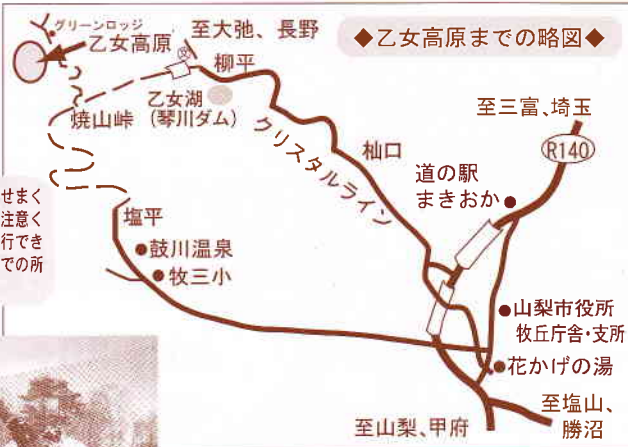 ◆乙女高原までの略図◆
グリーンロッジ
乙女高原
至大弛、長野
柳平
乙女湖
(琴川ダム)
焼山峠
クリスタルライン
杣口
至三富、埼玉
R140
道の駅
まきおか
せまく
注意く
行でき
での所
塩平
鼓川温泉
牧三小
山梨市役所
牧丘庁舎・支所
花かげの湯
至山梨、甲府
至塩山、
勝沼